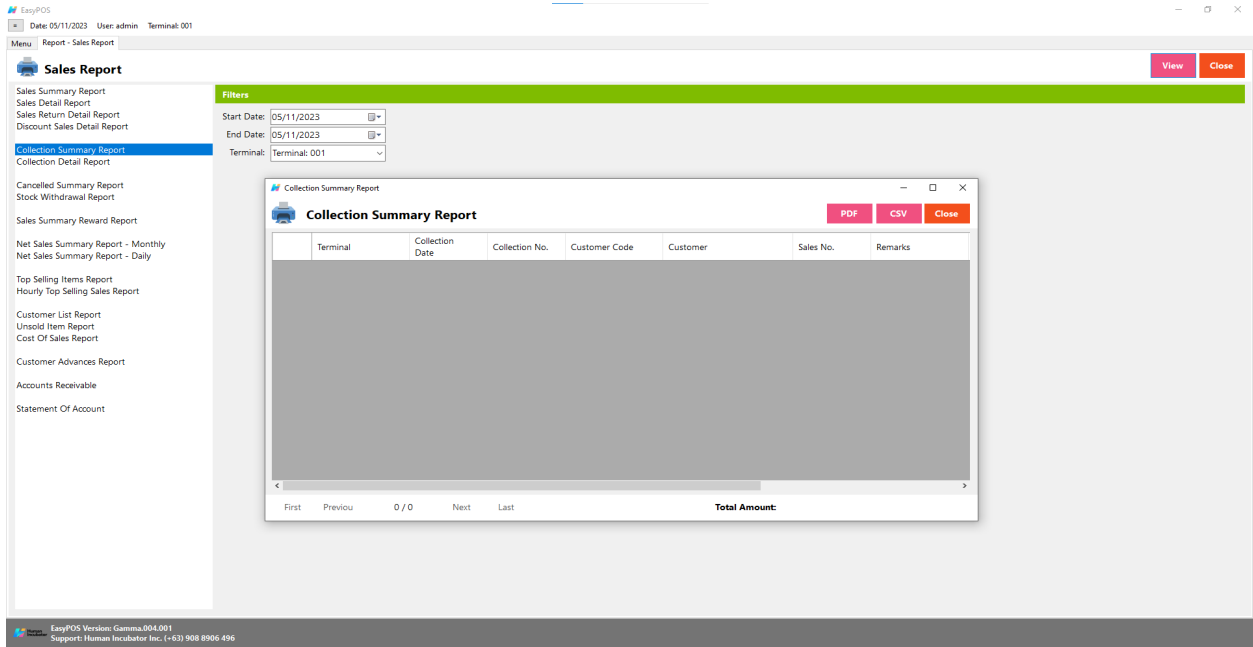 EasyPOS
Date: 05/11/2023 User: admin Terminal: 001
Menu Report - Sales Report
Sales Report
View Close
Sales Summary Report
Sales Detail Report
Sales Return Detail Report
Discount Sales Detail Report
Collection Summary Report
Collection Detail Report
Cancelled Summary Report
Stock Withdrawal Report
Sales Summary Reward Report
Net Sales Summary Report - Monthly
Net Sales Summary Report - Daily
Top Selling Items Report
Hourly Top Selling Sales Report
Customer List Report
Unsold Item Report
Cost Of Sales Report
Customer Advances Report
Accounts Receivable
Statement Of Account
Filters
Start Date: 05/11/2023
End Date: 05/11/2023
Terminal: Terminal: 001
Collection Summary Report
Collection Summary Report
PDF CSV Close
Terminal Collection Date Collection No. Customer Code Customer Sales No. Remarks
First Previou 0 / 0 Next Last Total Amount:
Human Incubator
EasyPOS Version: Gamma.004.001
Support: Human Incubator Inc. (+63) 908 8906 496